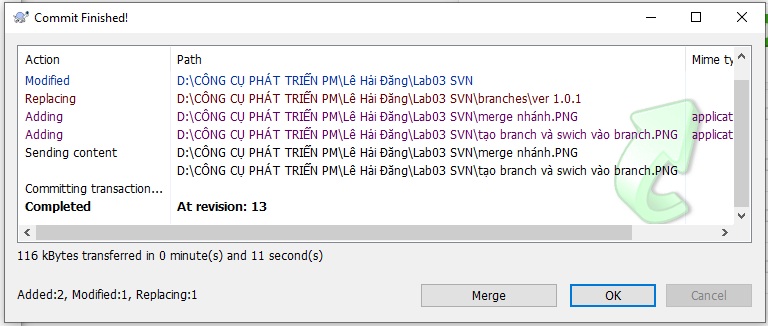 Commit Finished!
Action Path Mime ty
Modified D:\CÔNG CỤ PHÁT TRIỂN PM\Lê Hải Đăng\Lab03 SVN
Replacing D:\CÔNG CỤ PHÁT TRIỂN PM\Lê Hải Đăng\Lab03 SVN\branches\ver 1.0.1
Adding D:\CÔNG CỤ PHÁT TRIỂN PM\Lê Hải Đăng\Lab03 SVN\merge nhánh.PNG applicat
Adding D:\CÔNG CỤ PHÁT TRIỂN PM\Lê Hải Đăng\Lab03 SVN\tạo branch và swich vào branch.PNG applicat
Sending content D:\CÔNG CỤ PHÁT TRIỂN PM\Lê Hải Đăng\Lab03 SVN\merge nhánh.PNG
D:\CÔNG CỤ PHÁT TRIỂN PM\Lê Hải Đăng\Lab03 SVN\tạo branch và swich vào branch.PNG
Committing transaction...
Completed At revision: 13
116 kBytes transferred in 0 minute(s) and 11 second(s)
Added:2, Modified:1, Replacing:1 Merge OK Cancel